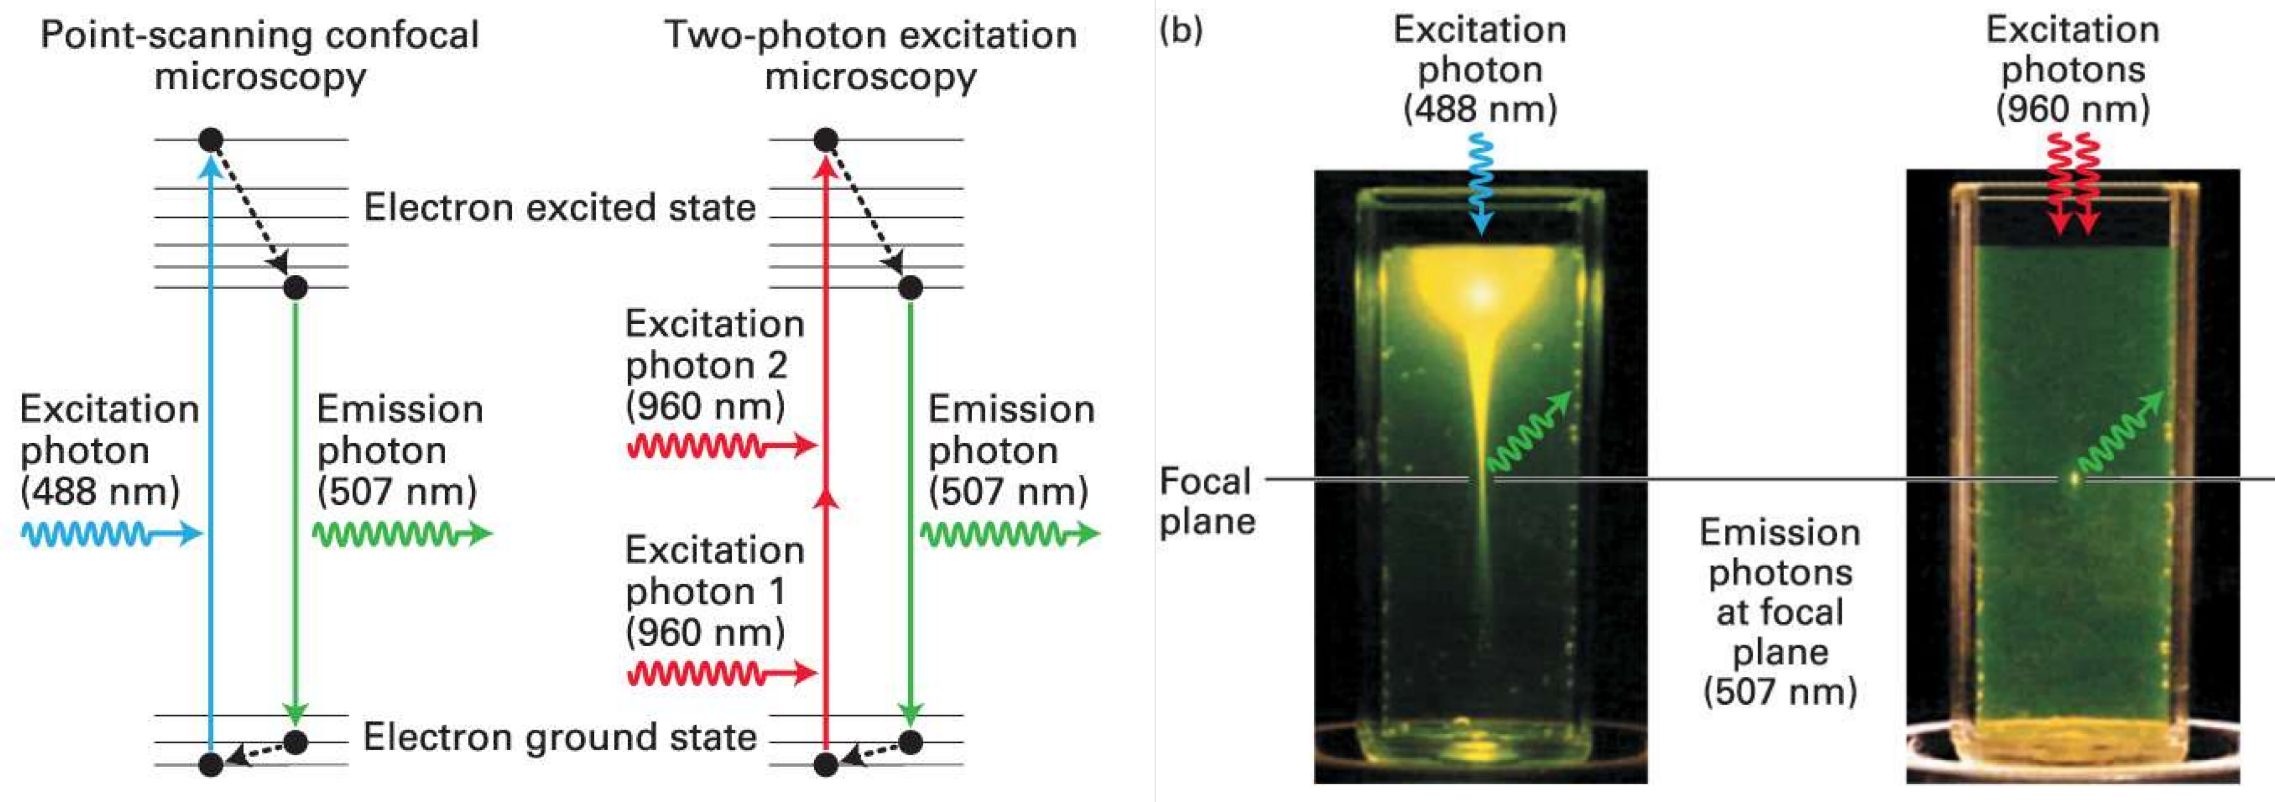 Point-scanning confocal
microscopy
Two-photon excitation
microscopy
Electron excited state
Excitation
photon
(488 nm)
Emission
photon
(507 nm)
Excitation
photon 2
(960 nm)
Excitation
photon 1
(960 nm)
Emission
photon
(507 nm)
Electron ground state
(b)
Excitation
photon
(488 nm)
Excitation
photons
(960 nm)
Focal
plane
Emission
photons
at focal
plane
(507 nm)